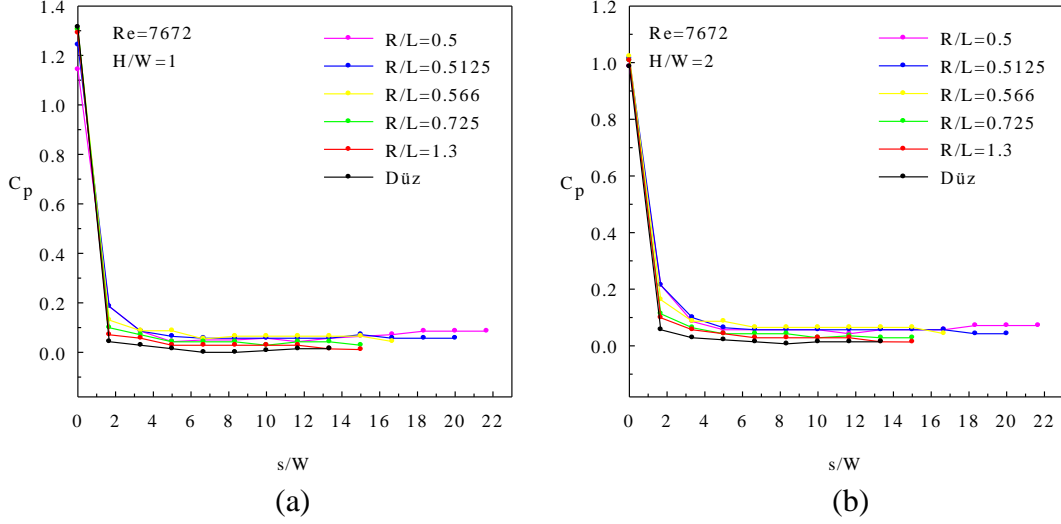 Re=7672
H/W=1
R/L=0.5
R/L=0.5125
R/L=0.566
R/L=0.725
R/L=1.3
Düz
1.4
1.2
1.0
0.8
0.6
0.4
0.2
0.0
Cp
0 2 4 6 8 10 12 14 16 18 20 22
s/W
(a)
Re=7672
H/W=2
R/L=0.5
R/L=0.5125
R/L=0.566
R/L=0.725
R/L=1.3
Düz
1.2
1.0
0.8
0.6
0.4
0.2
0.0
Cp
0 2 4 6 8 10 12 14 16 18 20 22
s/W
(b)